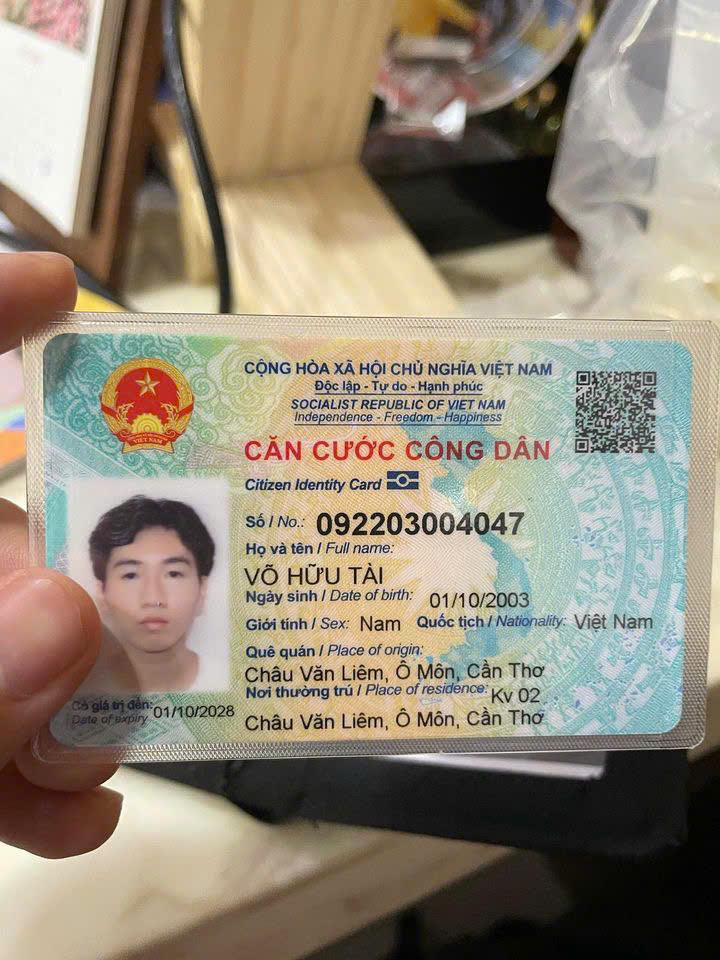 CỘNG HÒA XÃ HỘI CHỦ NGHĨA VIỆT NAM
Độc lập - Tự do - Hạnh phúc
SOCIALIST REPUBLIC OF VIET NAM
Independence - Freedom - Happiness
CĂN CƯỚC CÔNG DÂN
Citizen Identity Card
VIỆT NAM
Số / No.: 092203004047
Họ và tên / Full name:
VÕ HỮU TÀI
Ngày sinh / Date of birth: 01/10/2003
Giới tính / Sex: Nam Quốc tịch / Nationality: Việt Nam
Quê quán / Place of origin:
Châu Văn Liêm, Ô Môn, Cần Thơ
Nơi thường trú / Place of residence: Kv 02
Châu Văn Liêm, Ô Môn, Cần Thơ
Có giá trị đến: 01/10/2028
Date of expiry